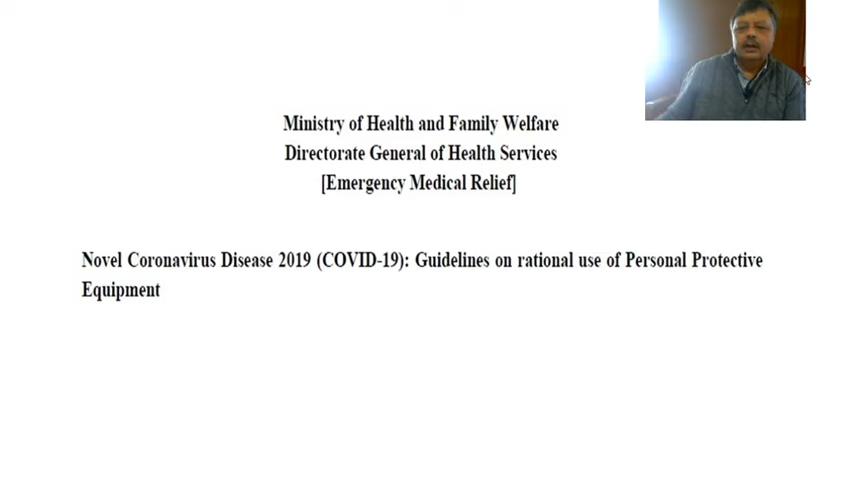 Ministry of Health and Family Welfare
Directorate General of Health Services
[Emergency Medical Relief]
Novel Coronavirus Disease 2019 (COVID-19): Guidelines on rational use of Personal Protective
Equipment